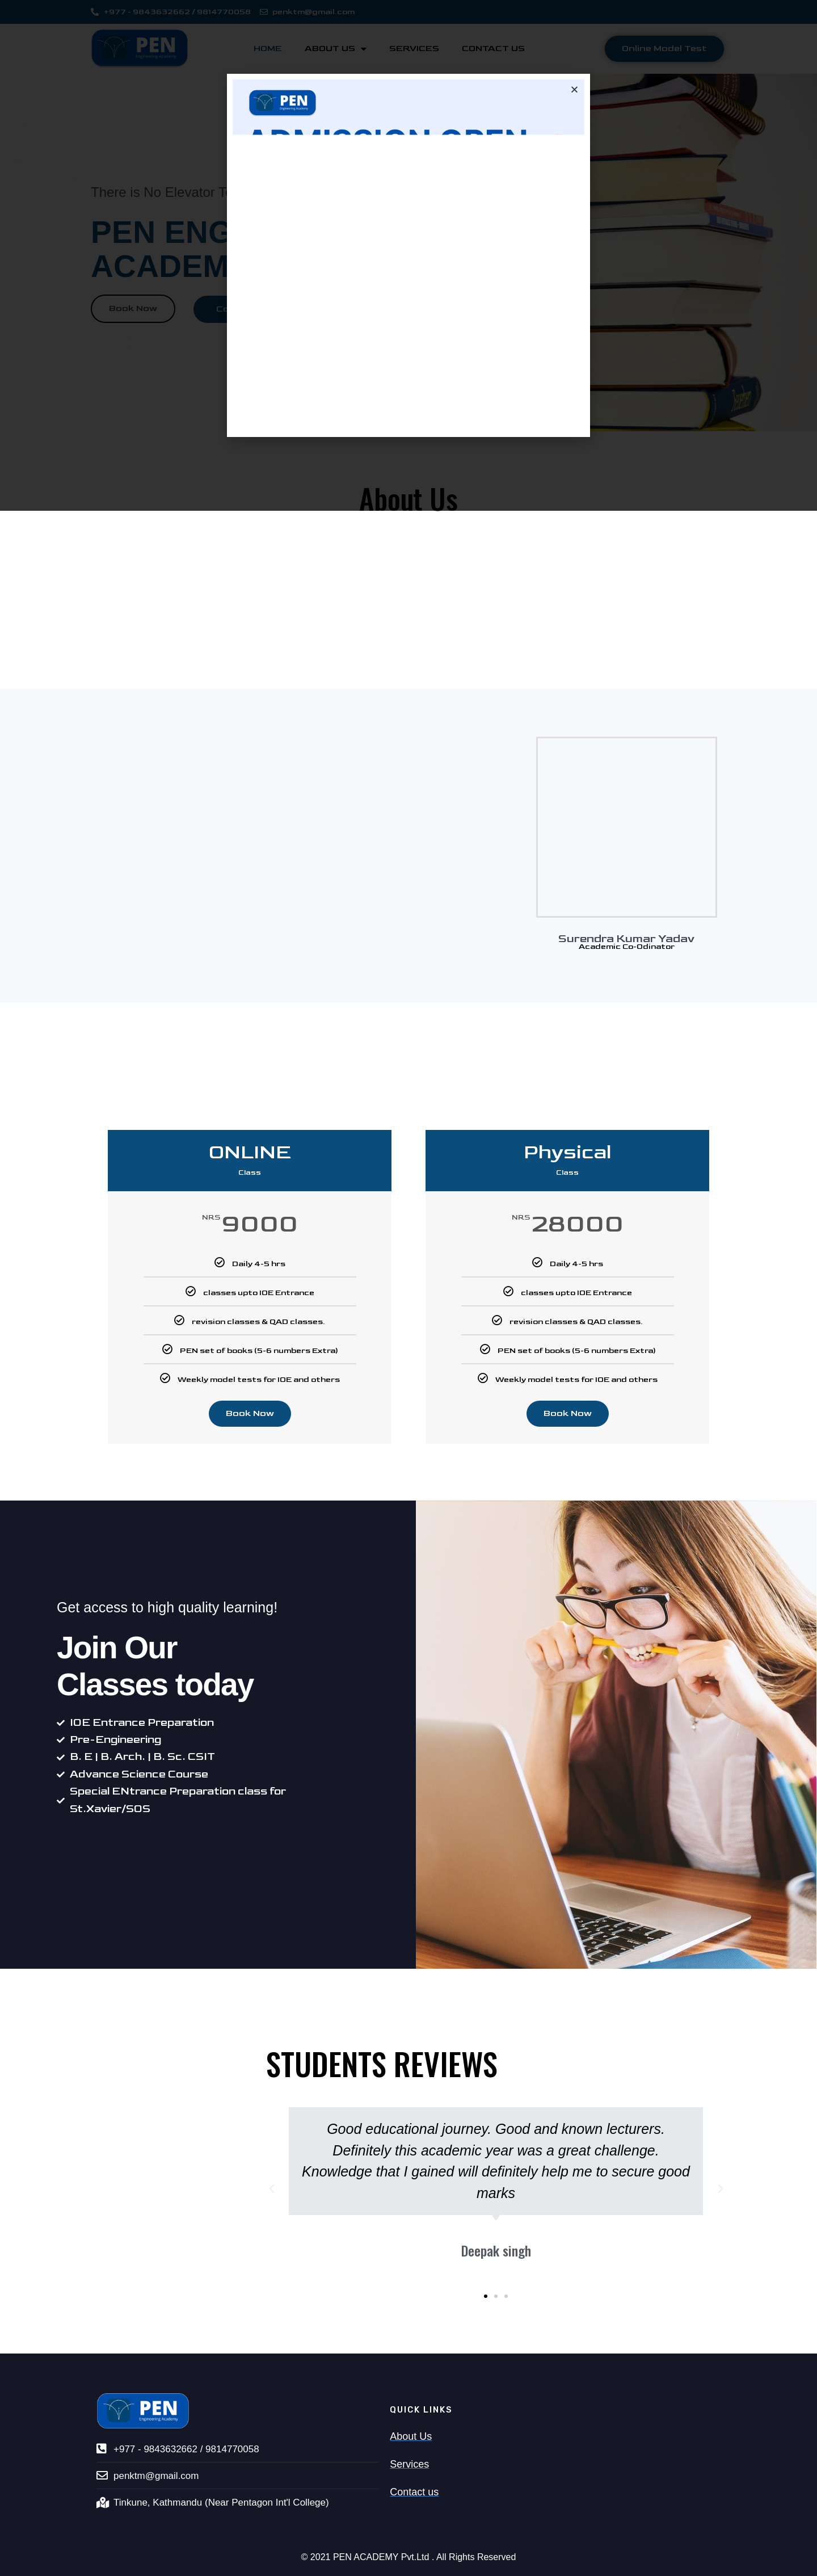 +977 - 9843632662 / 9814770058 penktm@gmail.com
PEN
Engineering Academy
HOME ABOUT US SERVICES CONTACT US
Online Model Test
PEN
Engineering Academy
×
ADMISSION OPEN
There is No Elevator
PEN ENG
ACADEM
Book Now
About Us
Surendra Kumar Yadav
Academic Co-Odinator
ONLINE
Class
NRS 9000
Daily 4-5 hrs
classes upto IOE Entrance
revision classes & QAD classes.
PEN set of books (5-6 numbers Extra)
Weekly model tests for IOE and others
Book Now
Physical
Class
NRS 28000
Daily 4-5 hrs
classes upto IOE Entrance
revision classes & QAD classes.
PEN set of books (5-6 numbers Extra)
Weekly model tests for IOE and others
Book Now
Get access to high quality learning!
Join Our
Classes today
IOE Entrance Preparation
Pre-Engineering
B. E | B. Arch. | B. Sc. CSIT
Advance Science Course
Special ENtrance Preparation class for
St.Xavier/SOS
STUDENTS REVIEWS
Good educational journey. Good and known lecturers.
Definitely this academic year was a great challenge.
Knowledge that I gained will definitely help me to secure good
marks
Deepak singh
PEN
Engineering Academy
+977 - 9843632662 / 9814770058
penktm@gmail.com
Tinkune, Kathmandu (Near Pentagon Int'l College)
QUICK LINKS
About Us
Services
Contact us
© 2021 PEN ACADEMY Pvt.Ltd . All Rights Reserved